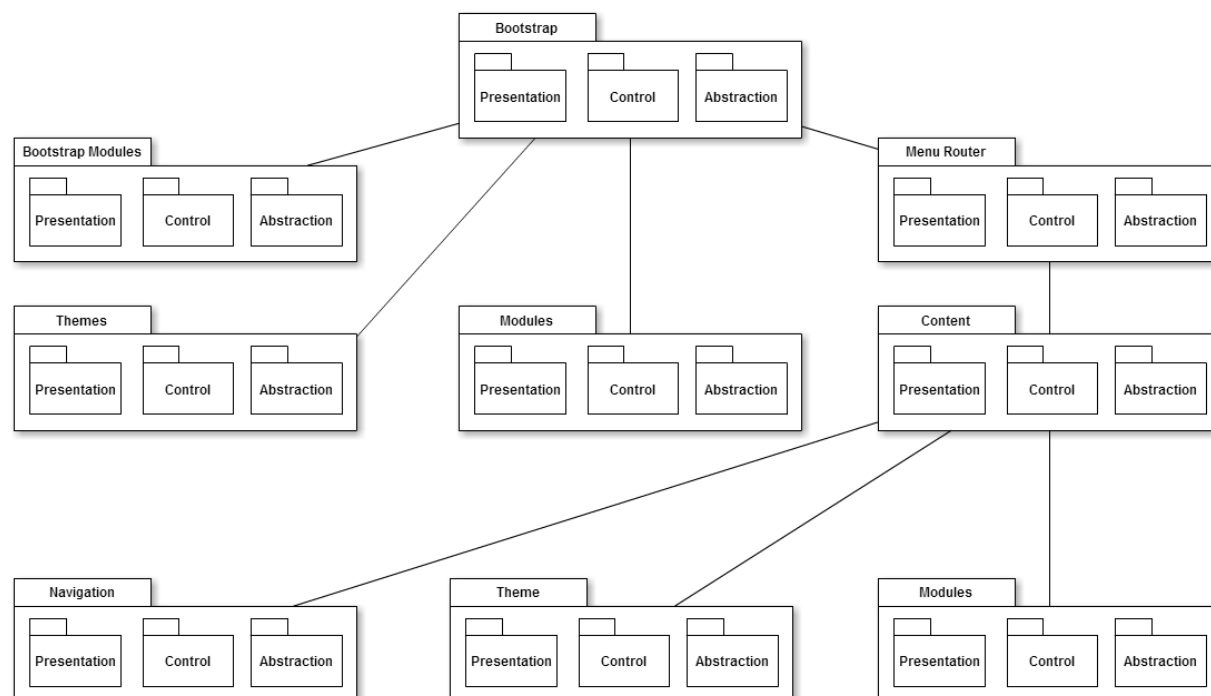 Bootstrap
Presentation Control Abstraction
Bootstrap Modules
Presentation Control Abstraction
Menu Router
Presentation Control Abstraction
Themes
Presentation Control Abstraction
Modules
Presentation Control Abstraction
Content
Presentation Control Abstraction
Navigation
Presentation Control Abstraction
Theme
Presentation Control Abstraction
Modules
Presentation Control Abstraction